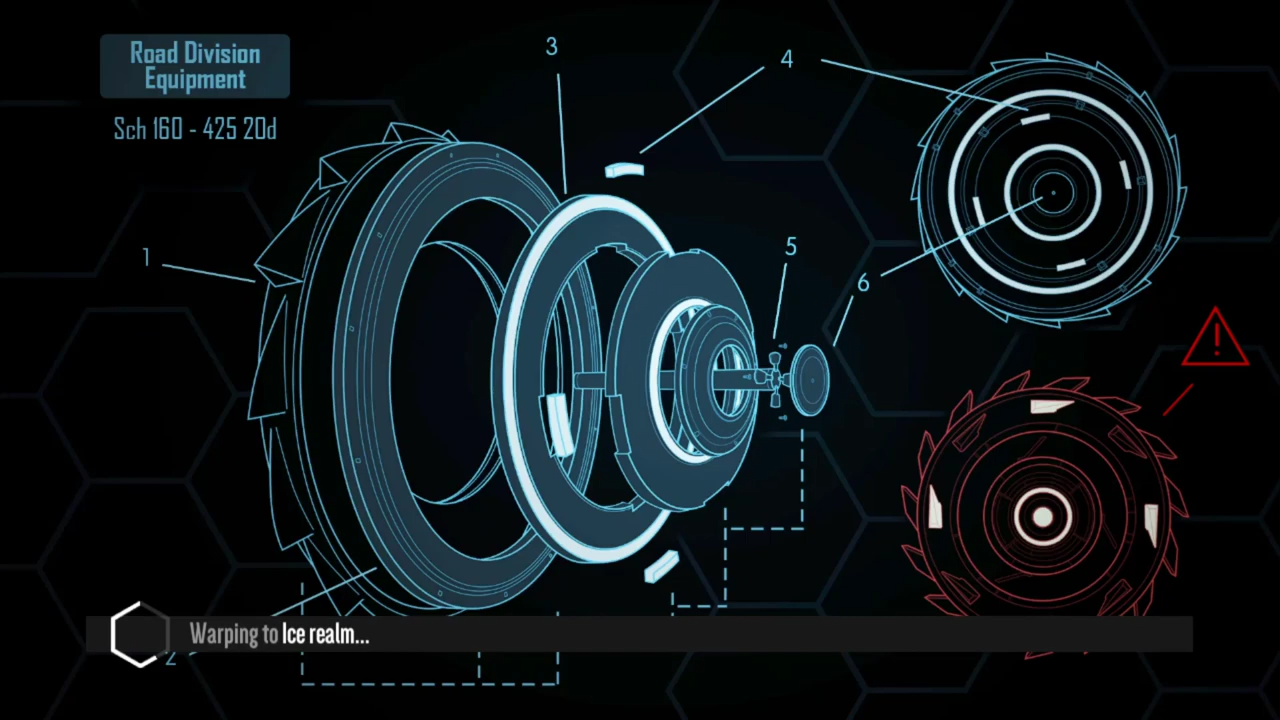 Road Division
Equipment
Sch 160 - 425 20d
3
4
1
5
6
!
Warping to Ice realm...
2